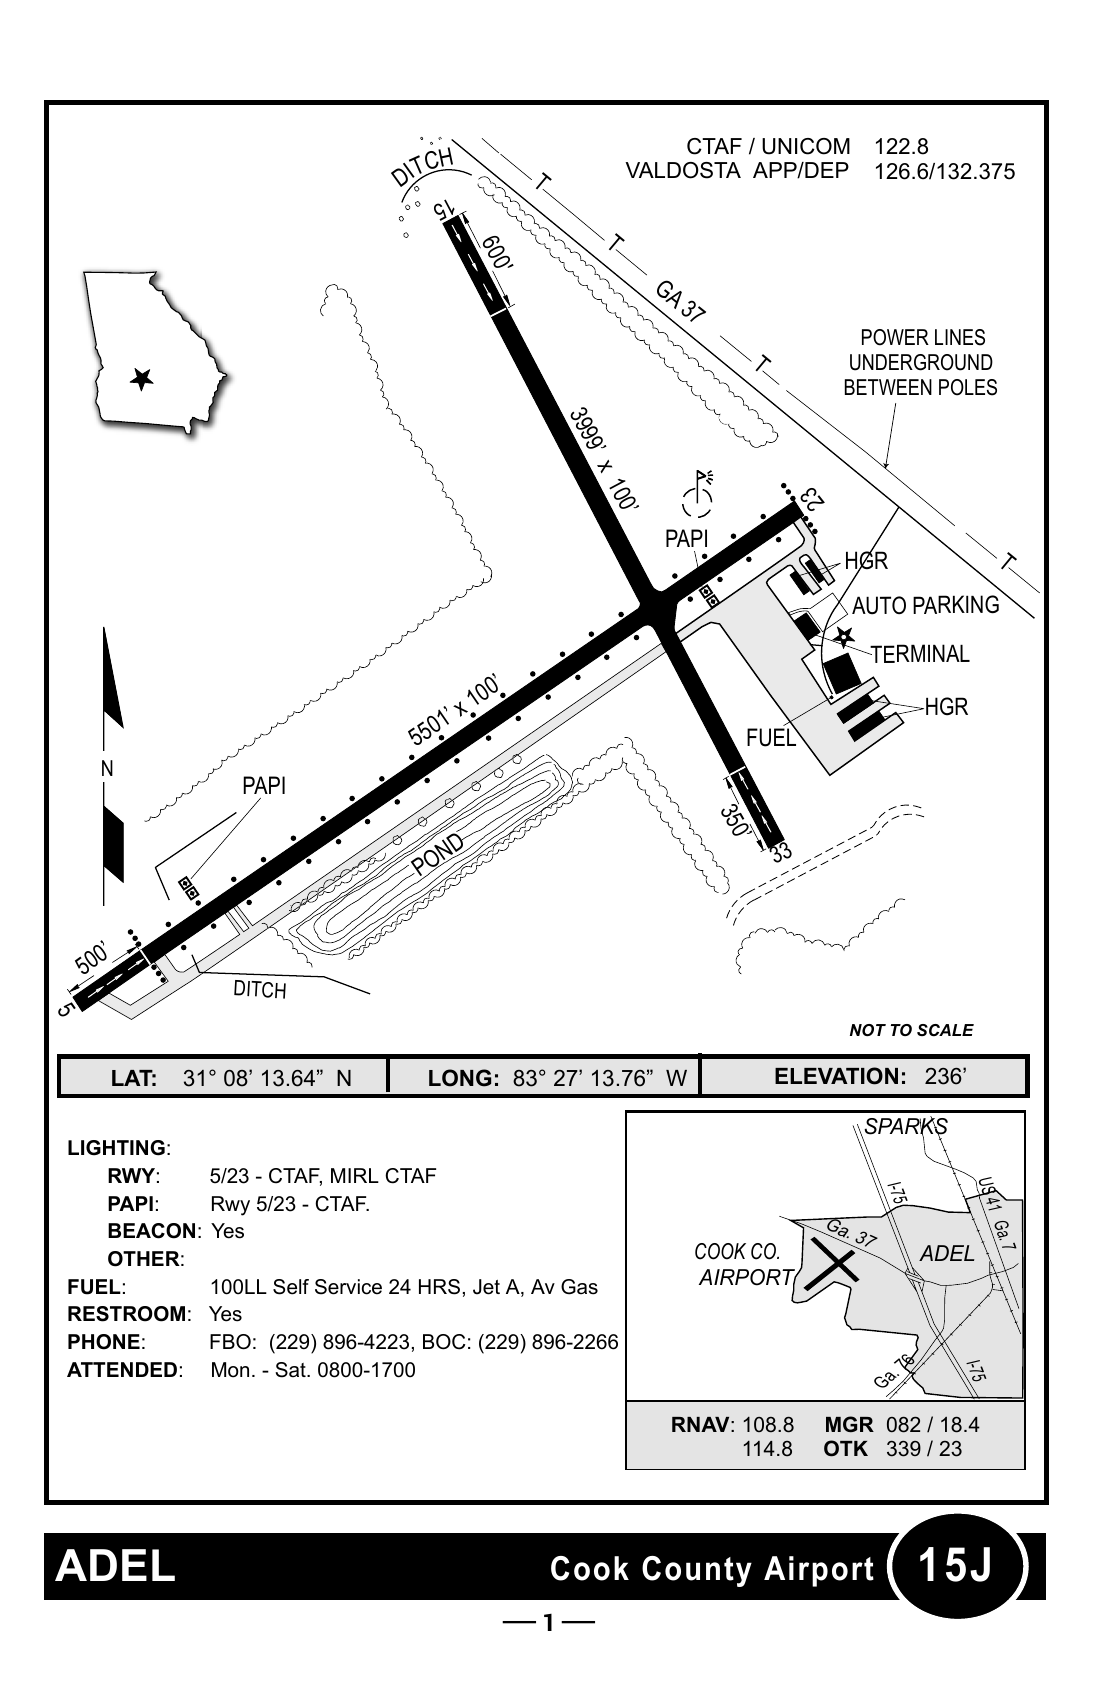 CTAF / UNICOM 122.8
VALDOSTA APP/DEP 126.6/132.375
DITCH
15
600'
T
T
GA 37
T
POWER LINES
UNDERGROUND
BETWEEN POLES
3999' x 100'
23
PAPI
T
HGR
AUTO PARKING
TERMINAL
HGR
FUEL
5501' x 100'
N
PAPI
POND
350'
33
500'
5
DITCH
NOT TO SCALE
LAT: 31° 08’ 13.64” N LONG: 83° 27’ 13.76” W ELEVATION: 236’
LIGHTING:
RWY: 5/23 - CTAF, MIRL CTAF
PAPI: Rwy 5/23 - CTAF.
BEACON: Yes
OTHER:
FUEL: 100LL Self Service 24 HRS, Jet A, Av Gas
RESTROOM: Yes
PHONE: FBO: (229) 896-4223, BOC: (229) 896-2266
ATTENDED: Mon. - Sat. 0800-1700
SPARKS
I-75
US 41 Ga. 7
Ga. 37
COOK CO.
AIRPORT
ADEL
Ga. 76
I-75
RNAV: 108.8 MGR 082 / 18.4
114.8 OTK 339 / 23
ADEL Cook County Airport 15J
— 1 —